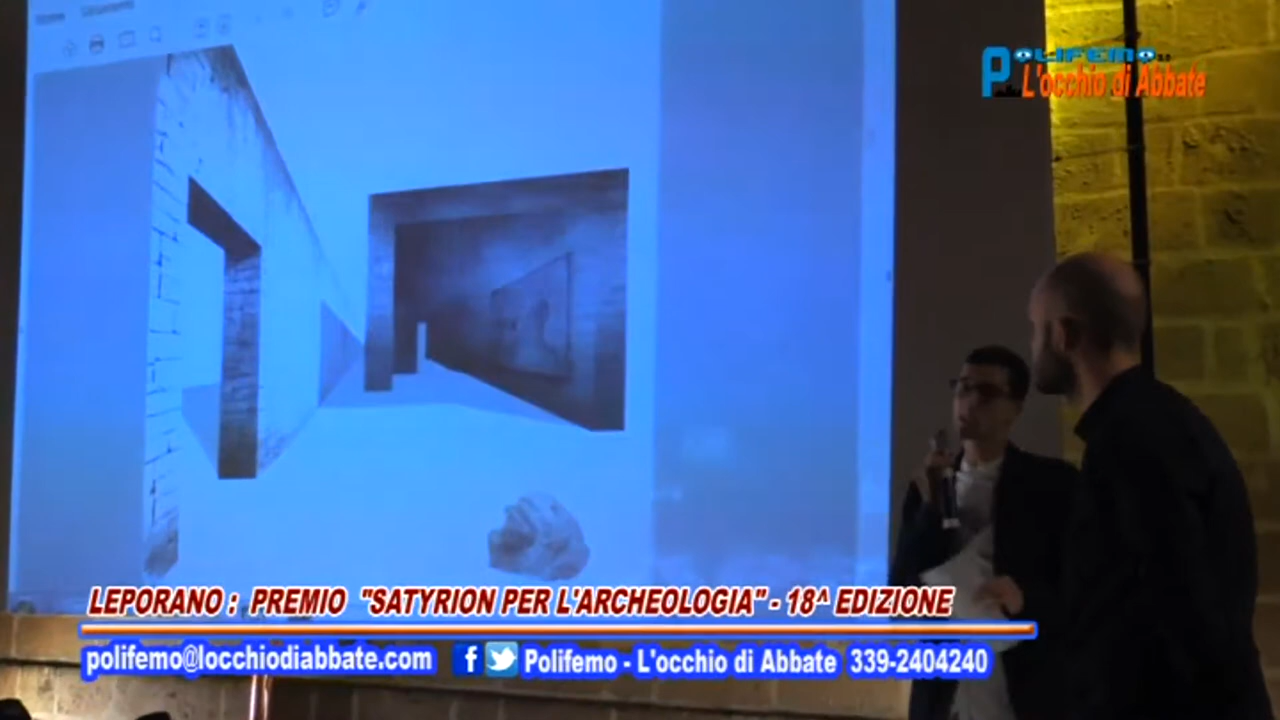 POLIFEMO
L'occhio di Abbate
LEPORANO : PREMIO "SATYRION PER L'ARCHEOLOGIA" - 18^ EDIZIONE
polifemo@locchiodiabbate.com f Polifemo - L'occhio di Abbate 339-2404240